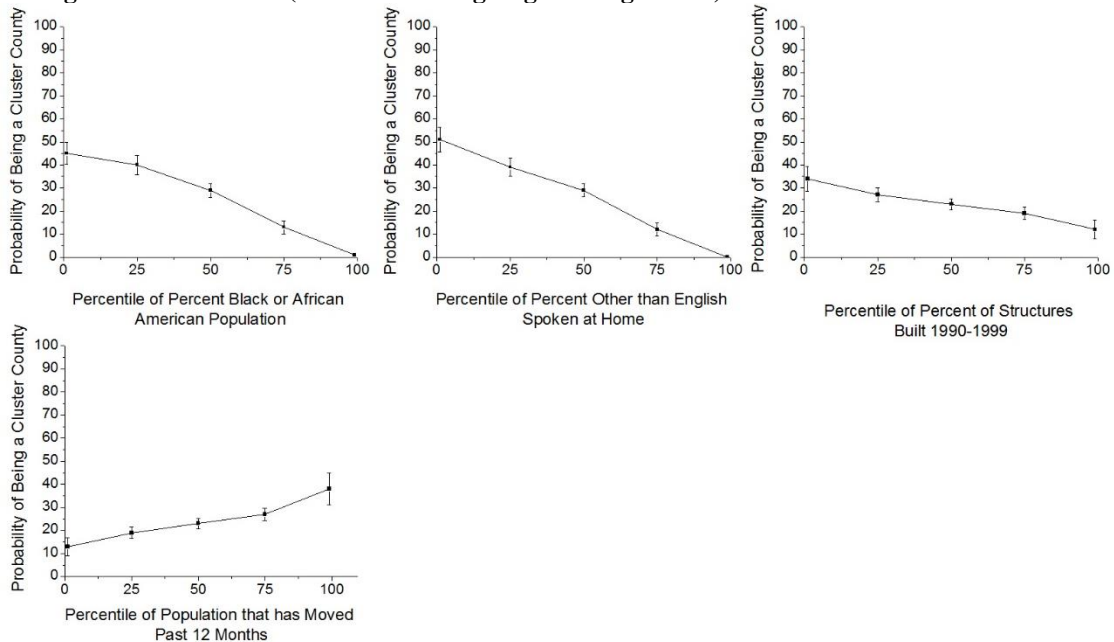 100
90
80
70
60
50
40
30
20
10
0
0 25 50 75 100
Probability of Being a Cluster County
Percentile of Percent Black or African
American Population
100
90
80
70
60
50
40
30
20
10
0
0 25 50 75 100
Probability of Being a Cluster County
Percentile of Percent Other than English
Spoken at Home
100
90
80
70
60
50
40
30
20
10
0
0 25 50 75 100
Probability of Being a Cluster County
Percentile of Percent of Structures
Built 1990-1999
100
90
80
70
60
50
40
30
20
10
0
0 25 50 75 100
Probability of Being a Cluster County
Percentile of Population that has Moved
Past 12 Months